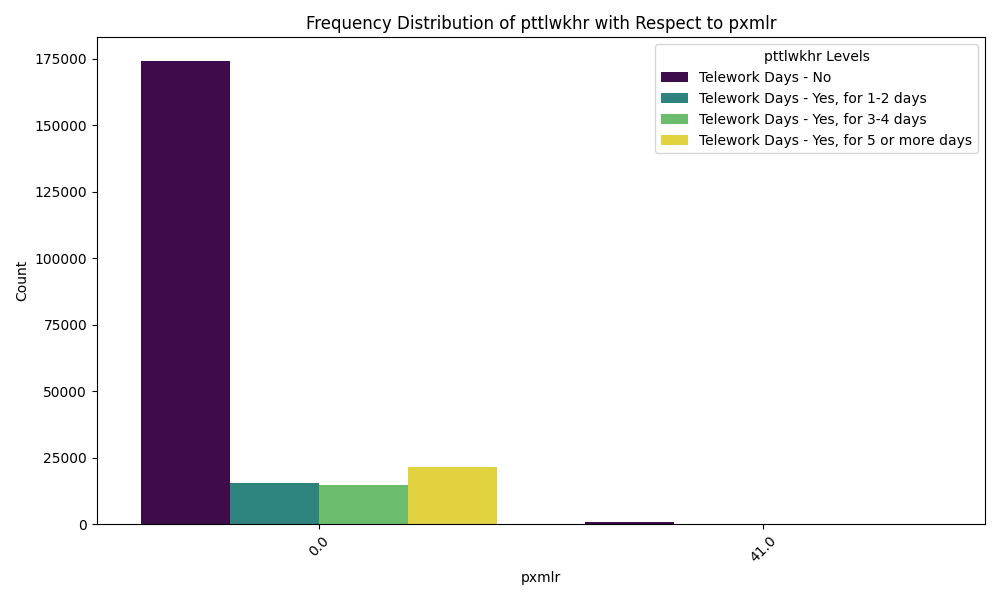 Frequency Distribution of pttlwkhr with Respect to pxmlr
pttlwkhr Levels
Telework Days - No
Telework Days - Yes, for 1-2 days
Telework Days - Yes, for 3-4 days
Telework Days - Yes, for 5 or more days
175000
150000
125000
100000
75000
50000
25000
0
Count
0.0
41.0
pxmlr